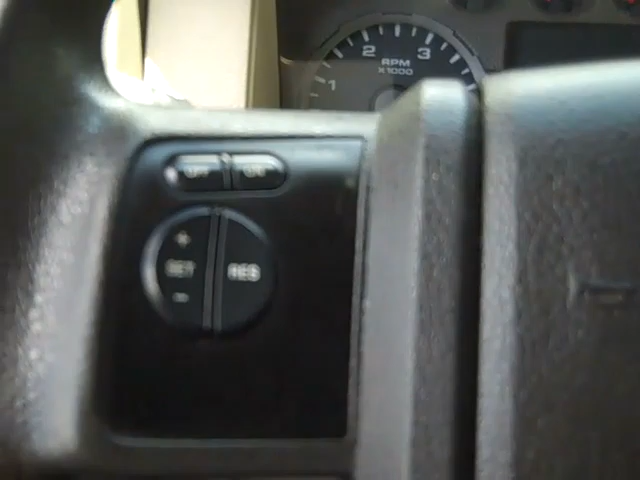 2 3
RPM
1 X1000
OFF ON
+
SET RES
-